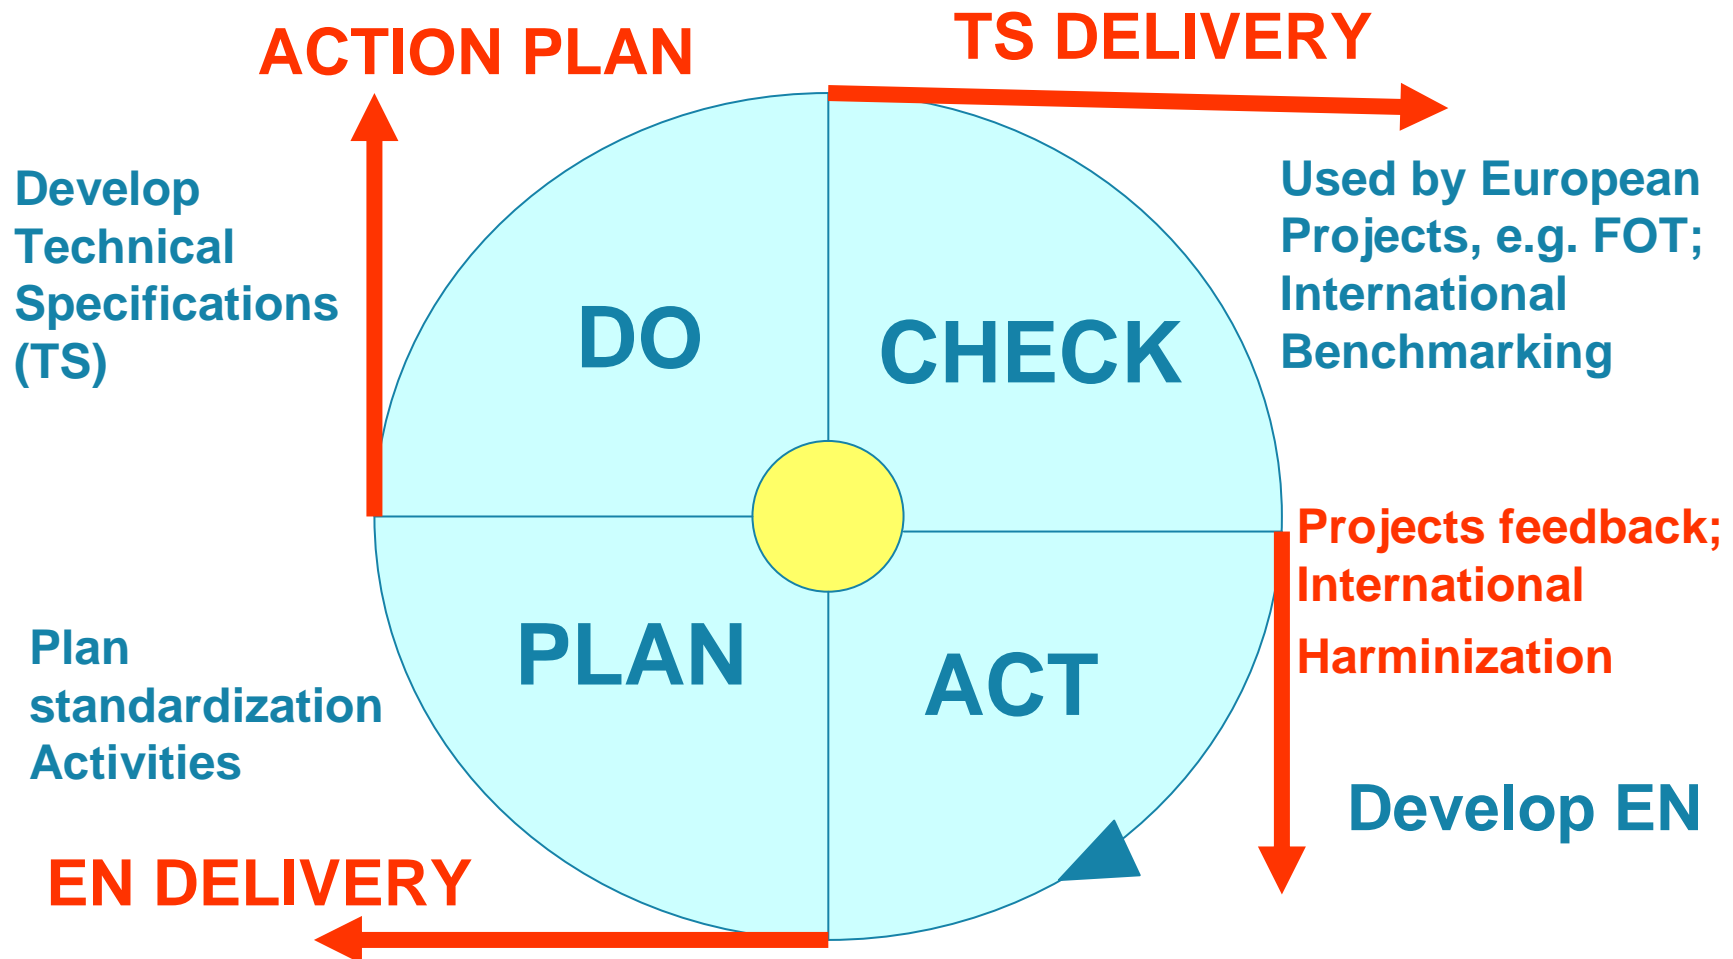 ACTION PLAN
TS DELIVERY
Develop
Technical
Specifications
(TS)
Used by European
Projects, e.g. FOT;
International
Benchmarking
DO
CHECK
Projects feedback;
International
Harminization
PLAN
ACT
Plan
standardization
Activities
Develop EN
EN DELIVERY